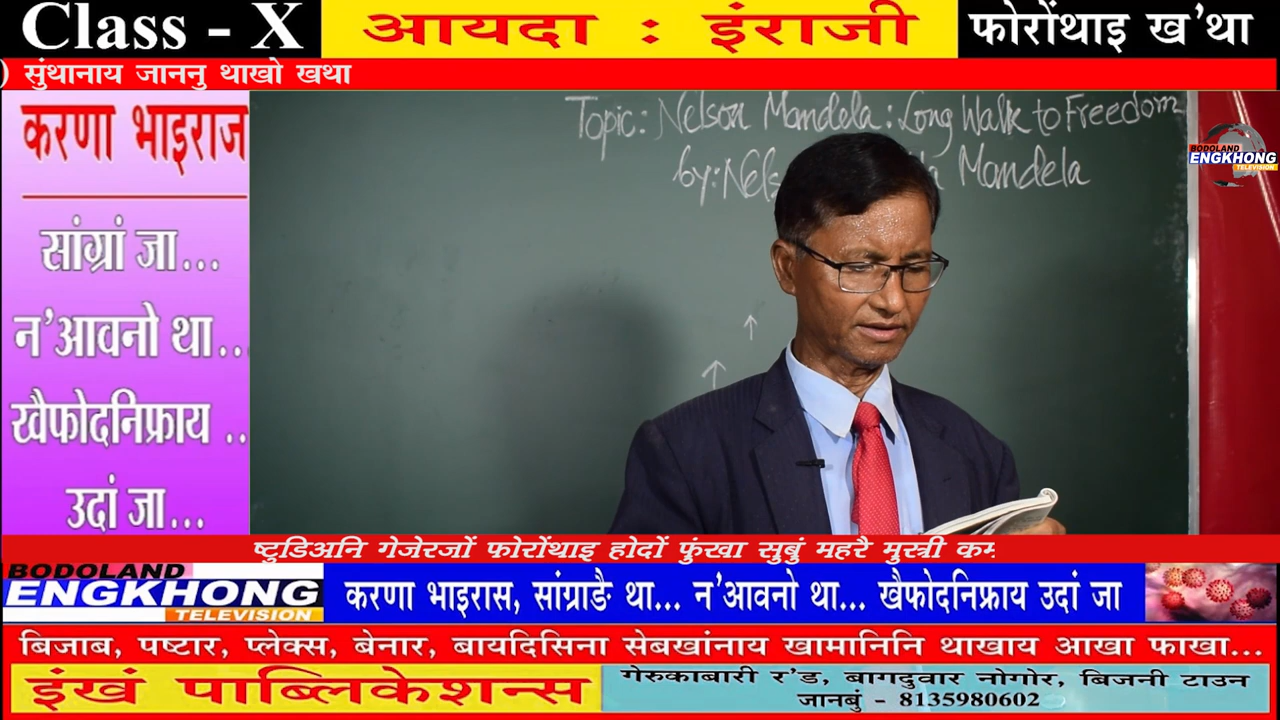 Class - X
आयदा : इंराजी
फोरोंथाइ ख'था
) सुंथानाय जाननु थाखो खथा
करणा भाइराज
सांग्रां जा...
न'आवनो था...
खैफोदनिफ्राय ..
उदां जा...
Topic: Nelson Mandela: Long Walk to Freedom
by: Nels Mandela
BODOLAND
ENGKHONG
TELEVISION
ष्टुडिअनि गेजेरजों फोरोंथाइ होदों फुंखा सुबुं महरै मुस्त्री कम
BODOLAND
ENGKHONG
TELEVISION
करणा भाइरास, सांग्राङै था... न'आवनो था... खैफोदनिफ्राय उदां जा
बिजाब, पष्टार, प्लेक्स, बेनार, बायदिसिना सेबखांनाय खामानिनि थाखाय आखा फाखा...
इंखं पाब्लिकेशन्स
गेरुकाबारी र'ड, बागदुवार नोगोर, बिजनी टाउन
जानबुं - 8135980602